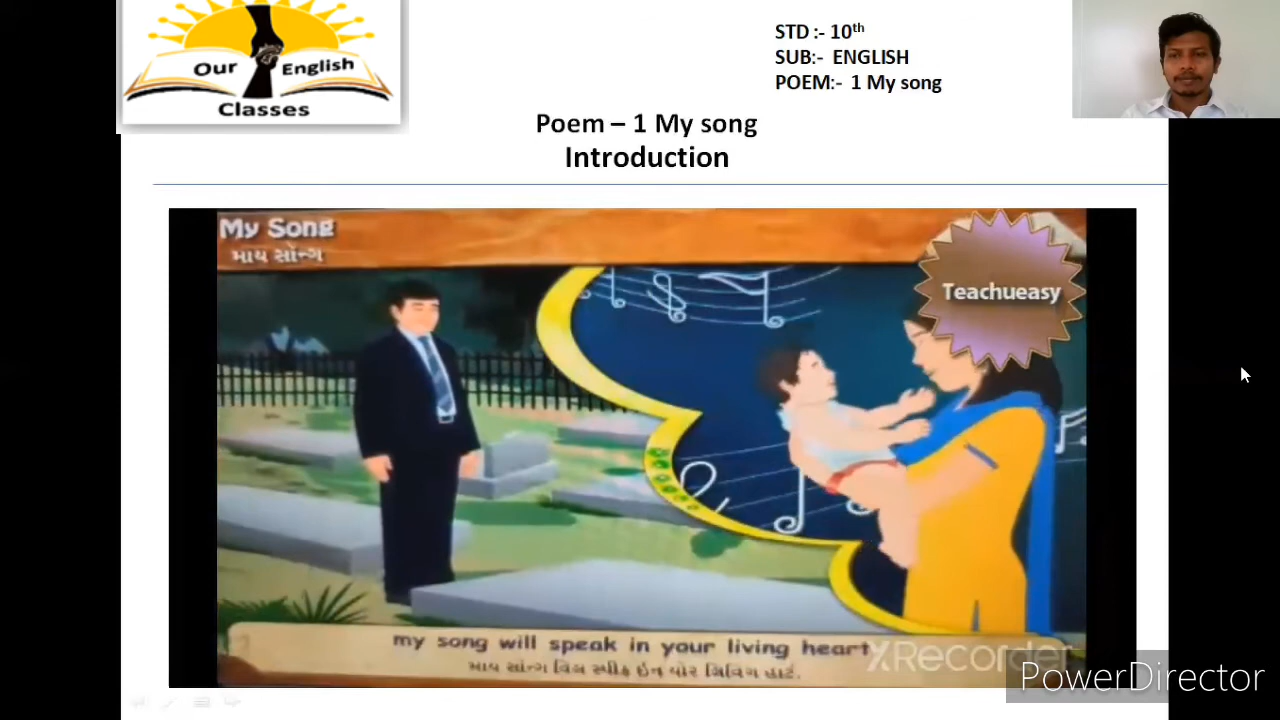 Our English
Classes
STD :- 10th
SUB:- ENGLISH
POEM:- 1 My song
Poem – 1 My song
Introduction
My Song
માય સોંન્ગ
Teachueasy
my song will speak in your living heart
માય સોંન્ગ વિલ સ્પીક ઇન યોર લિવિંગ હાર્ટ.
XRecorder
PowerDirector